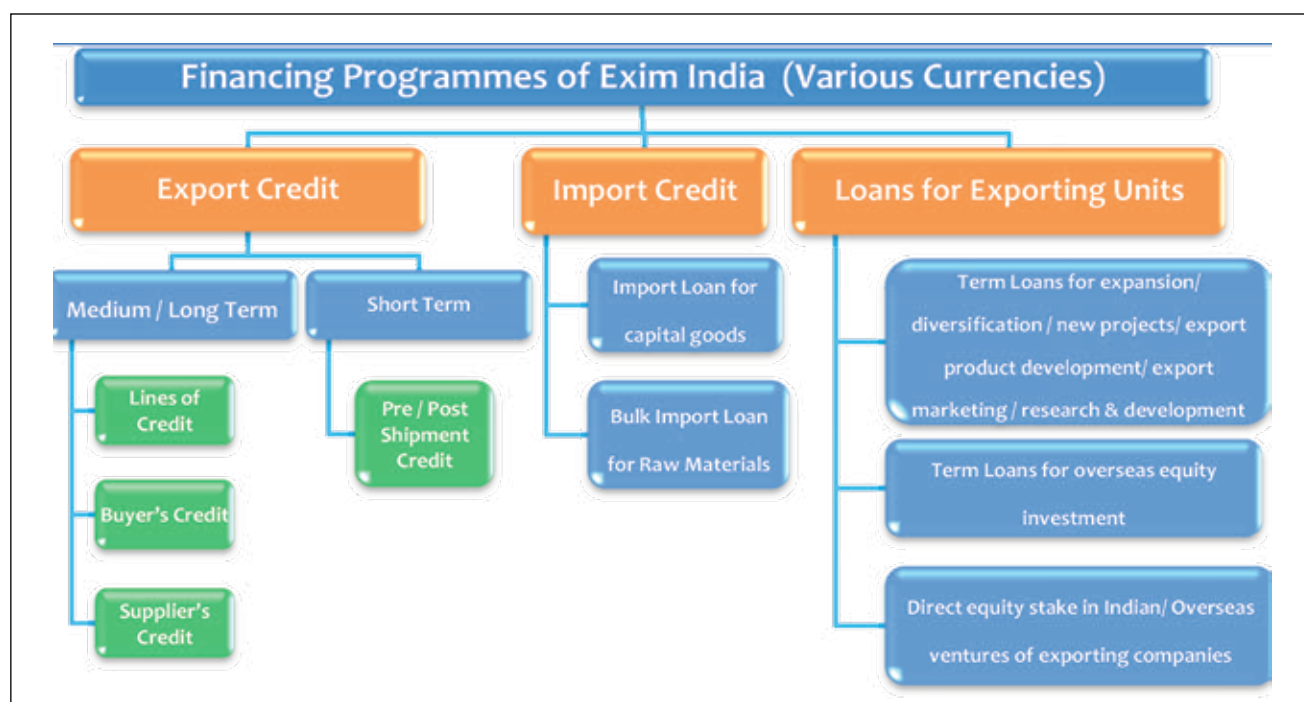 Financing Programmes of Exim India (Various Currencies)
Export Credit
Medium / Long Term
Lines of
Credit
Buyer's Credit
Supplier's
Credit
Short Term
Pre / Post
Shipment
Credit
Import Credit
Import Loan for
capital goods
Bulk Import Loan
for Raw Materials
Loans for Exporting Units
Term Loans for expansion/
diversification / new projects/ export
product development/ export
marketing / research & development
Term Loans for overseas equity
investment
Direct equity stake in Indian/ Overseas
ventures of exporting companies